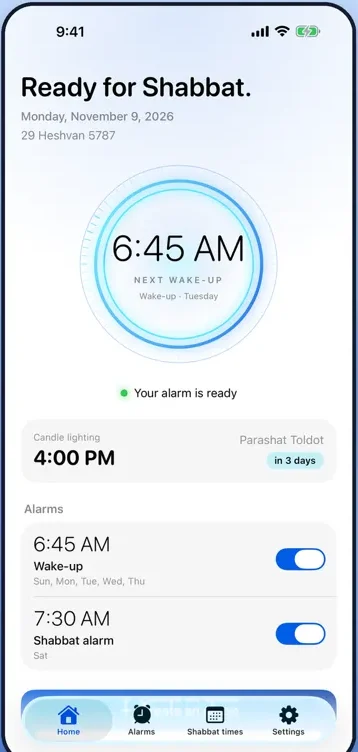 9:41
Ready for Shabbat.
Monday, November 9, 2026
29 Heshvan 5787
6:45 AM
NEXT WAKE-UP
Wake-up · Tuesday
Your alarm is ready
Candle lighting
Parashat Toldot
4:00 PM
in 3 days
Alarms
6:45 AM
Wake-up
Sun, Mon, Tue, Wed, Thu
7:30 AM
Shabbat alarm
Sat
Home
Alarms
Shabbat times
Settings